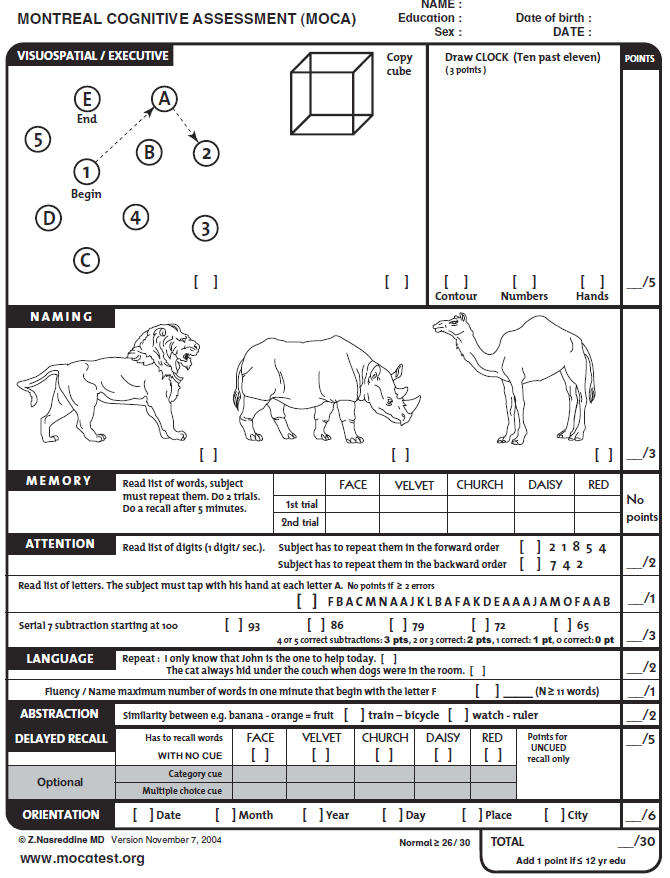 NAME :
MONTREAL COGNITIVE ASSESSMENT (MOCA)
Education : Date of birth :
Sex : DATE :
VISUOSPATIAL / EXECUTIVE
Copy cube
Draw CLOCK (Ten past eleven)
( 3 points )
POINTS
E
End
A
5
B
2
1
Begin
D
4
3
C
[ ] [ ] [ ] [ ] [ ]
Contour Numbers Hands
__/5
NAMING
[ ] [ ] [ ] __/3
MEMORY
Read list of words, subject
must repeat them. Do 2 trials.
Do a recall after 5 minutes.
FACE VELVET CHURCH DAISY RED
1st trial
2nd trial
No
points
ATTENTION
Read list of digits (1 digit/ sec.). Subject has to repeat them in the forward order [ ] 2 1 8 5 4
Subject has to repeat them in the backward order [ ] 7 4 2 __/2
Read list of letters. The subject must tap with his hand at each letter A. No points if ≥ 2 errors
[ ] F B A C M N A A J K L B A F A K D E A A A J A M O F A A B __/1
Serial 7 subtraction starting at 100 [ ] 93 [ ] 86 [ ] 79 [ ] 72 [ ] 65
4 or 5 correct subtractions: 3 pts, 2 or 3 correct: 2 pts, 1 correct: 1 pt, 0 correct: 0 pt __/3
LANGUAGE
Repeat : I only know that John is the one to help today. [ ]
The cat always hid under the couch when dogs were in the room. [ ] __/2
Fluency / Name maximum number of words in one minute that begin with the letter F [ ] _____ (N ≥ 11 words) __/1
ABSTRACTION Similarity between e.g. banana - orange = fruit [ ] train – bicycle [ ] watch - ruler __/2
DELAYED RECALL
Has to recall words
WITH NO CUE
FACE VELVET CHURCH DAISY RED
[ ] [ ] [ ] [ ] [ ]
Points for
UNCUED
recall only
__/5
Optional
Category cue
Multiple choice cue
ORIENTATION [ ] Date [ ] Month [ ] Year [ ] Day [ ] Place [ ] City __/6
© Z.Nasreddine MD Version November 7, 2004
www.mocatest.org
Normal ≥ 26 / 30
TOTAL __/30
Add 1 point if ≤ 12 yr edu